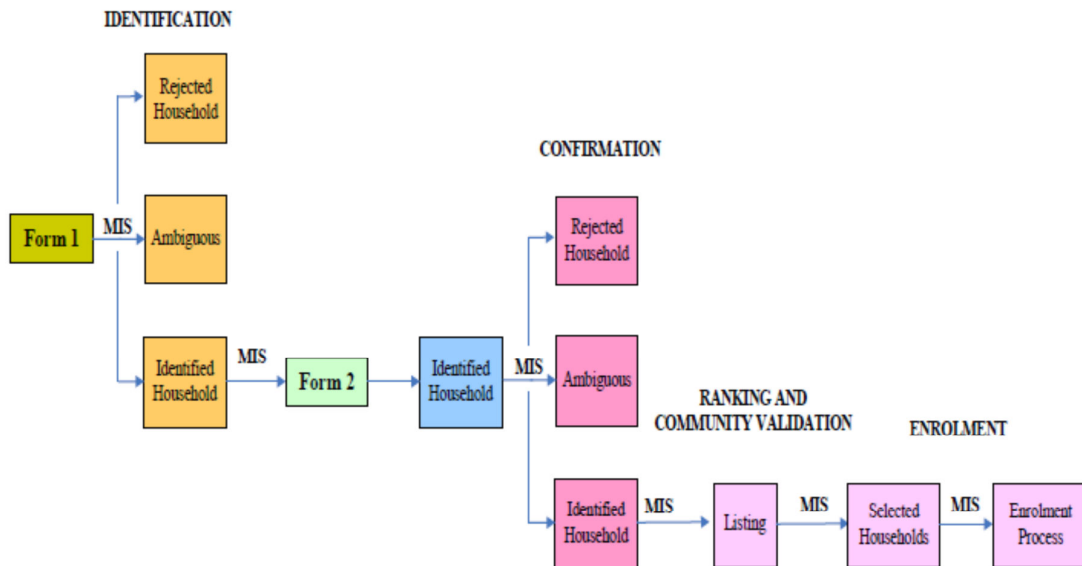 IDENTIFICATION
Rejected
Household
CONFIRMATION
Rejected
Household
Form 1
MIS
Ambiguous
Identified
Household
MIS
Form 2
Identified
Household
MIS
Ambiguous
RANKING AND
COMMUNITY VALIDATION
ENROLMENT
Identified
Household
MIS
Listing
MIS
Selected
Households
MIS
Enrolment
Process